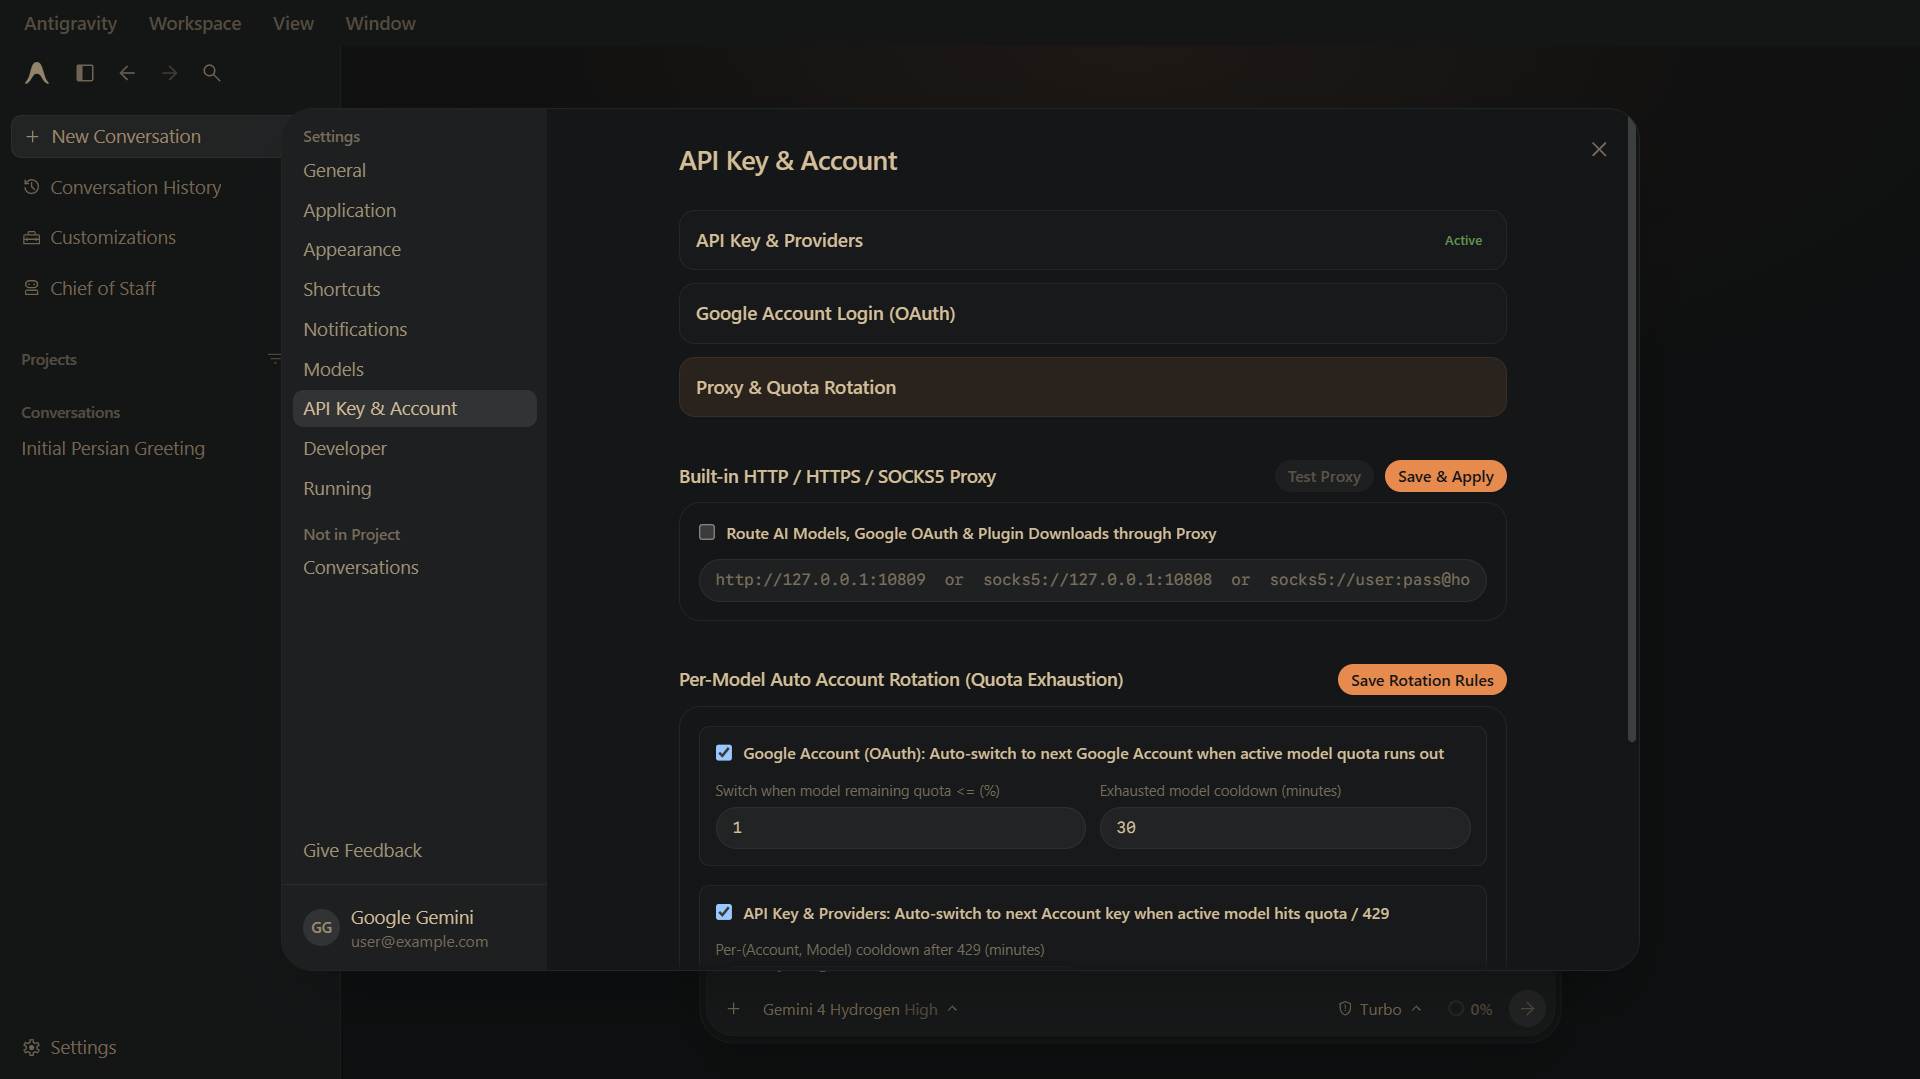 Antigravity Workspace View Window
New Conversation
Conversation History
Customizations
Chief of Staff
Projects
Conversations
Initial Persian Greeting
Settings
Settings
General
Application
Appearance
Shortcuts
Notifications
Models
API Key & Account
Developer
Running
Not in Project
Conversations
Give Feedback
GG
Google Gemini
user@example.com
API Key & Account
API Key & Providers Active
Google Account Login (OAuth)
Proxy & Quota Rotation
Built-in HTTP / HTTPS / SOCKS5 Proxy Test Proxy Save & Apply
Route AI Models, Google OAuth & Plugin Downloads through Proxy
http://127.0.0.1:10809 or socks5://127.0.0.1:10808 or socks5://user:pass@ho
Per-Model Auto Account Rotation (Quota Exhaustion) Save Rotation Rules
Google Account (OAuth): Auto-switch to next Google Account when active model quota runs out
Switch when model remaining quota <= (%) Exhausted model cooldown (minutes)
1 30
API Key & Providers: Auto-switch to next Account key when active model hits quota / 429
Per-(Account, Model) cooldown after 429 (minutes)
Gemini 4 Hydrogen High Turbo 0%